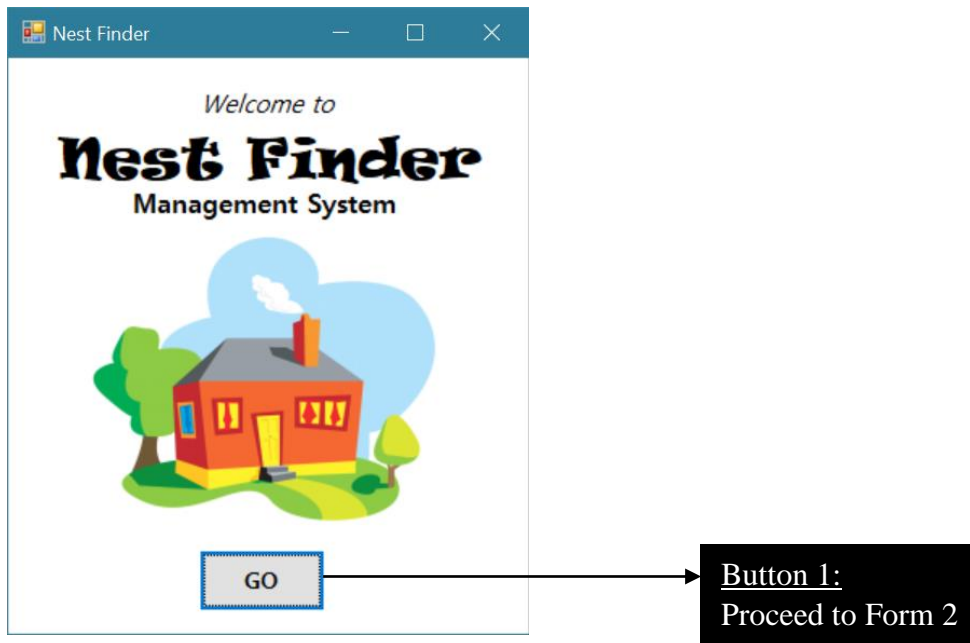 Nest Finder
Welcome to
Nest Finder
Management System
GO
Button 1:
Proceed to Form 2